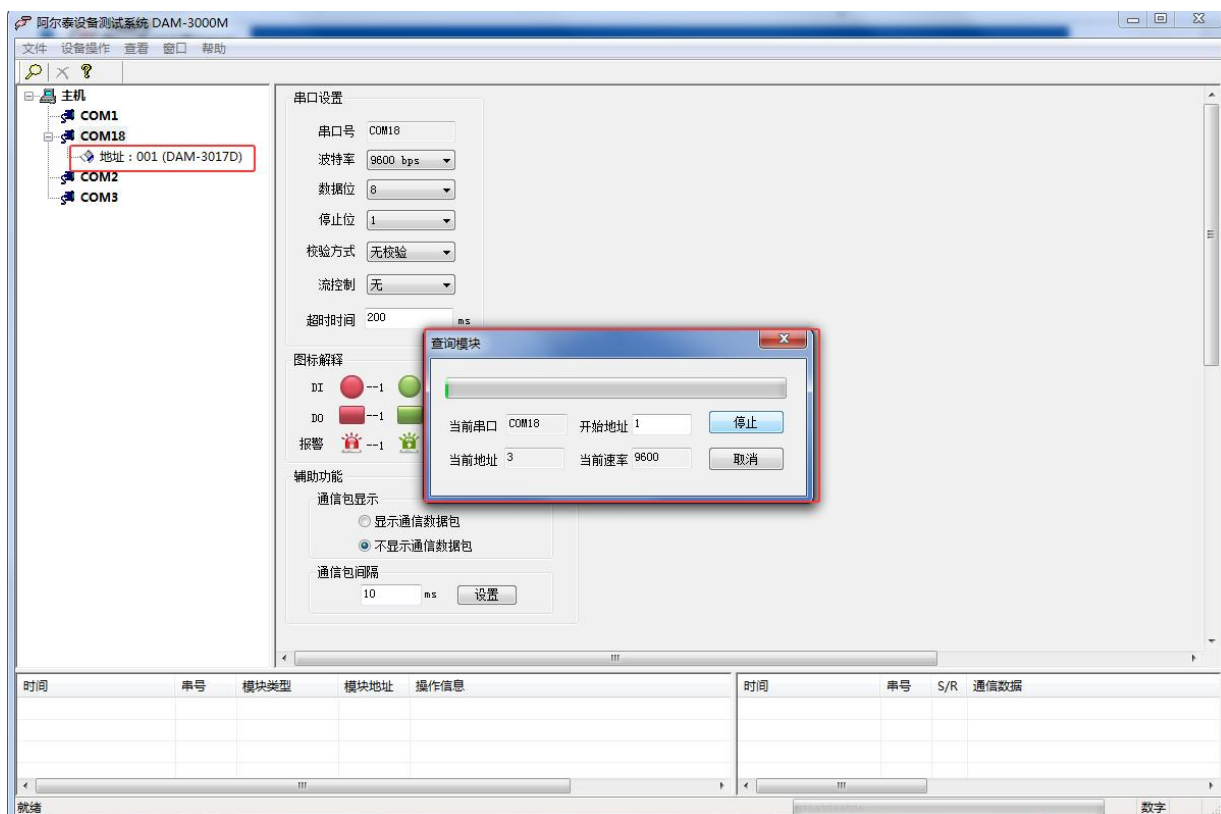 阿尔泰设备测试系统 DAM-3000M
文件 设备操作 查看 窗口 帮助
主机
COM1
COM18
地址：001 (DAM-3017D)
COM2
COM3
串口设置
串口号 COM18
波特率 9600 bps
数据位 8
停止位 1
校验方式 无校验
流控制 无
超时时间 200 ms
图标解释
DI --1
DO --1
报警 --1
查询模块
当前串口 COM18 开始地址 1 停止
当前地址 3 当前速率 9600 取消
辅助功能
通信包显示
显示通信数据包
不显示通信数据包
通信包间隔
10 ms 设置
时间 串号 模块类型 模块地址 操作信息
时间 串号 S/R 通信数据
就绪 数字